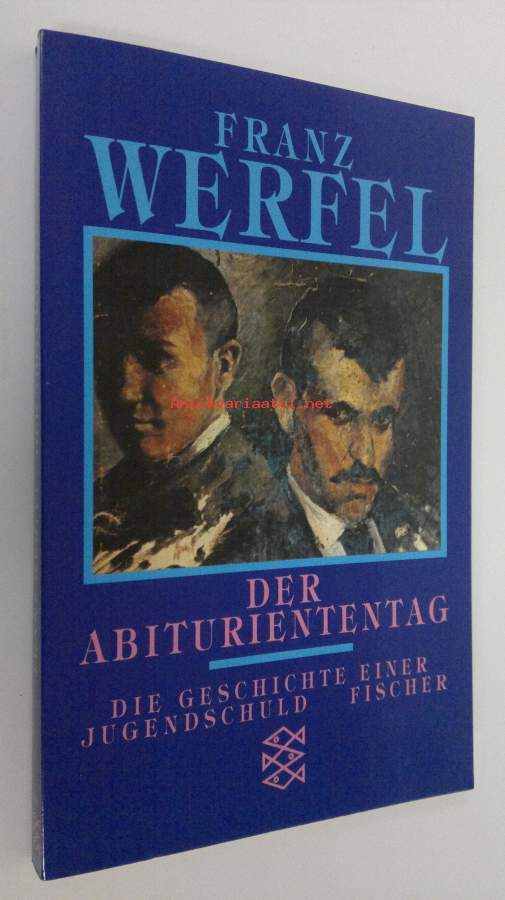 FRANZ
WERFEL
Antikvariaatti.net
DER
ABITURIENTENTAG
DIE GESCHICHTE EINER
JUGENDSCHULD FISCHER